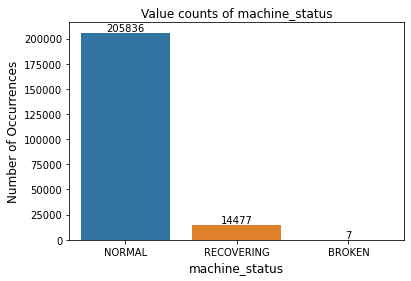 Value counts of machine_status
Number of Occurrences
200000
175000
150000
125000
100000
75000
50000
25000
0
205836
14477
7
NORMAL
RECOVERING
BROKEN
machine_status